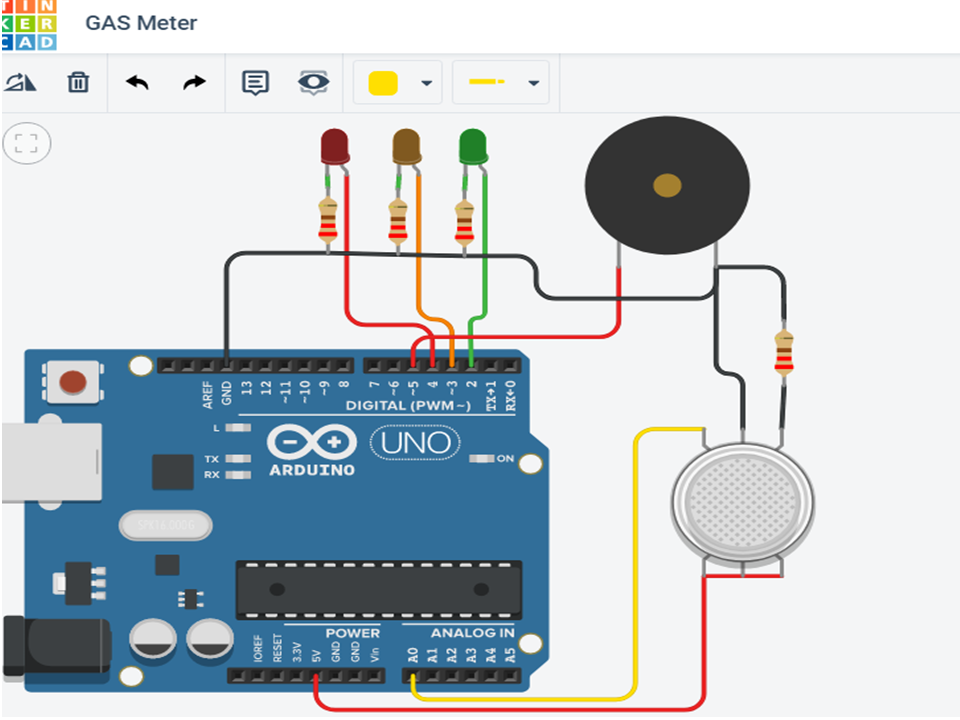 TIN
KER
CAD
GAS Meter
AREF
GND
13
12
~11
~10
~9
8
7
~6
~5
4
~3
2
TX→1
RX←0
DIGITAL (PWM~)
L
TX
RX
UNO
ON
ARDUINO
POWER
ANALOG IN
IOREF
RESET
3.3V
5V
GND
GND
Vin
A0
A1
A2
A3
A4
A5